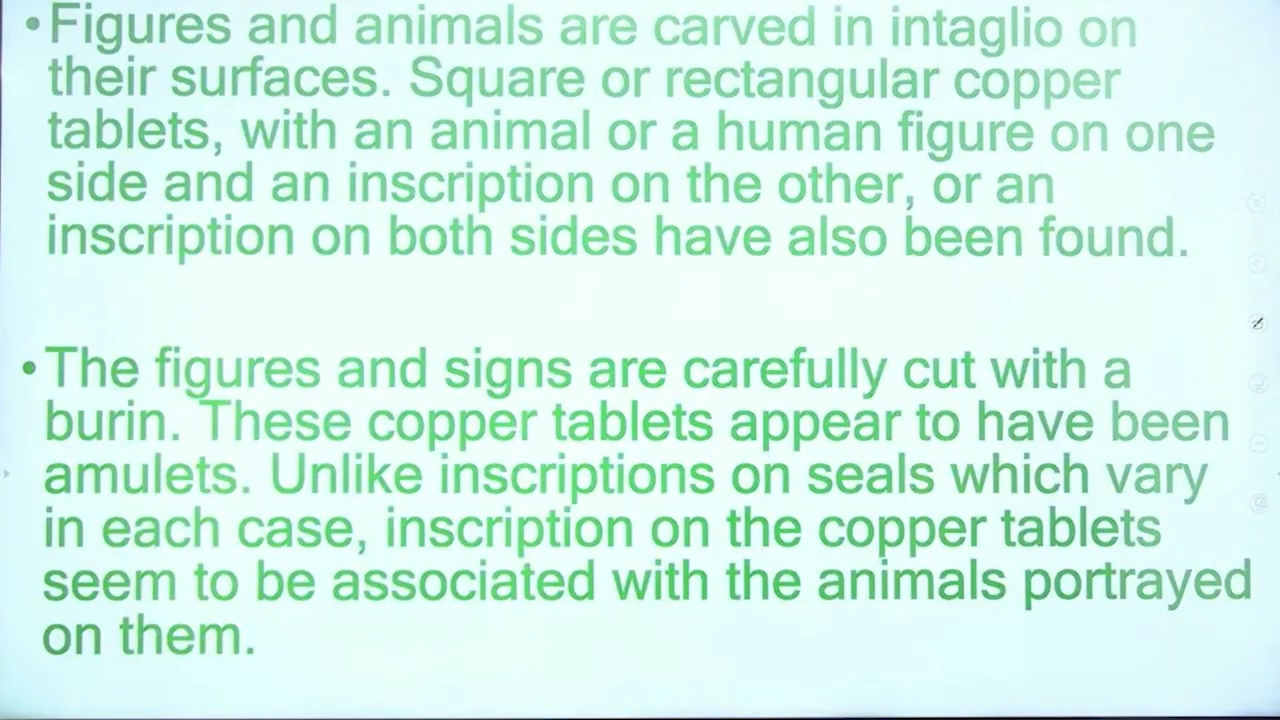 •Figures and animals are carved in intaglio on
their surfaces. Square or rectangular copper
tablets, with an animal or a human figure on one
side and an inscription on the other, or an
inscription on both sides have also been found.
•The figures and signs are carefully cut with a
burin. These copper tablets appear to have been
amulets. Unlike inscriptions on seals which vary
in each case, inscription on the copper tablets
seem to be associated with the animals portrayed
on them.